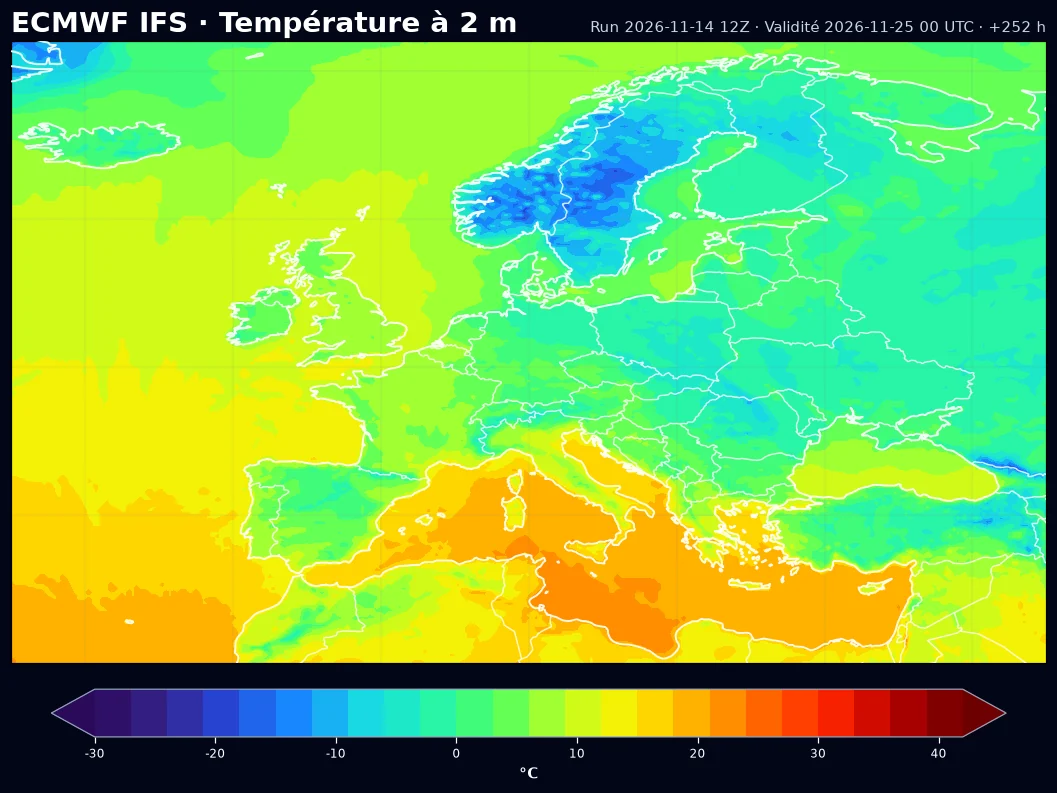 ECMWF IFS · Température à 2 m
Run 2026-11-14 12Z · Validité 2026-11-25 00 UTC · +252 h
-30 -20 -10 0 10 20 30 40
°C